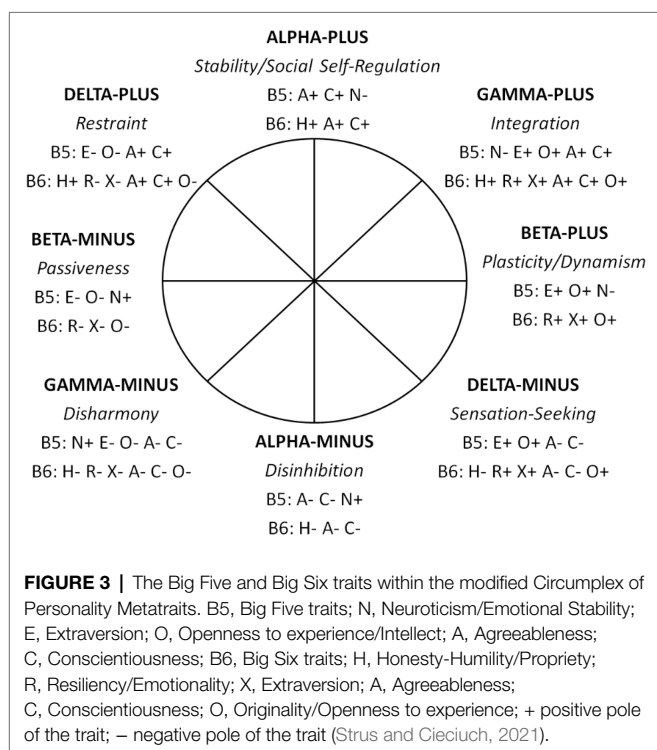 ALPHA-PLUS
Stability/Social Self-Regulation
B5: A+ C+ N-
B6: H+ A+ C+
DELTA-PLUS
Restraint
B5: E- O- A+ C+
B6: H+ R- X- A+ C+ O-
GAMMA-PLUS
Integration
B5: N- E+ O+ A+ C+
B6: H+ R+ X+ A+ C+ O+
BETA-MINUS
Passiveness
B5: E- O- N+
B6: R- X- O-
BETA-PLUS
Plasticity/Dynamism
B5: E+ O+ N-
B6: R+ X+ O+
GAMMA-MINUS
Disharmony
B5: N+ E- O- A- C-
B6: H- R- X- A- C- O-
ALPHA-MINUS
Disinhibition
B5: A- C- N+
B6: H- A- C-
DELTA-MINUS
Sensation-Seeking
B5: E+ O+ A- C-
B6: H- R+ X+ A- C- O+
FIGURE 3 | The Big Five and Big Six traits within the modified Circumplex of
Personality Metatraits. B5, Big Five traits; N, Neuroticism/Emotional Stability;
E, Extraversion; O, Openness to experience/Intellect; A, Agreeableness;
C, Conscientiousness; B6, Big Six traits; H, Honesty-Humility/Propriety;
R, Resiliency/Emotionality; X, Extraversion; A, Agreeableness;
C, Conscientiousness; O, Originality/Openness to experience; + positive pole
of the trait; – negative pole of the trait (Strus and Cieciuch, 2021).